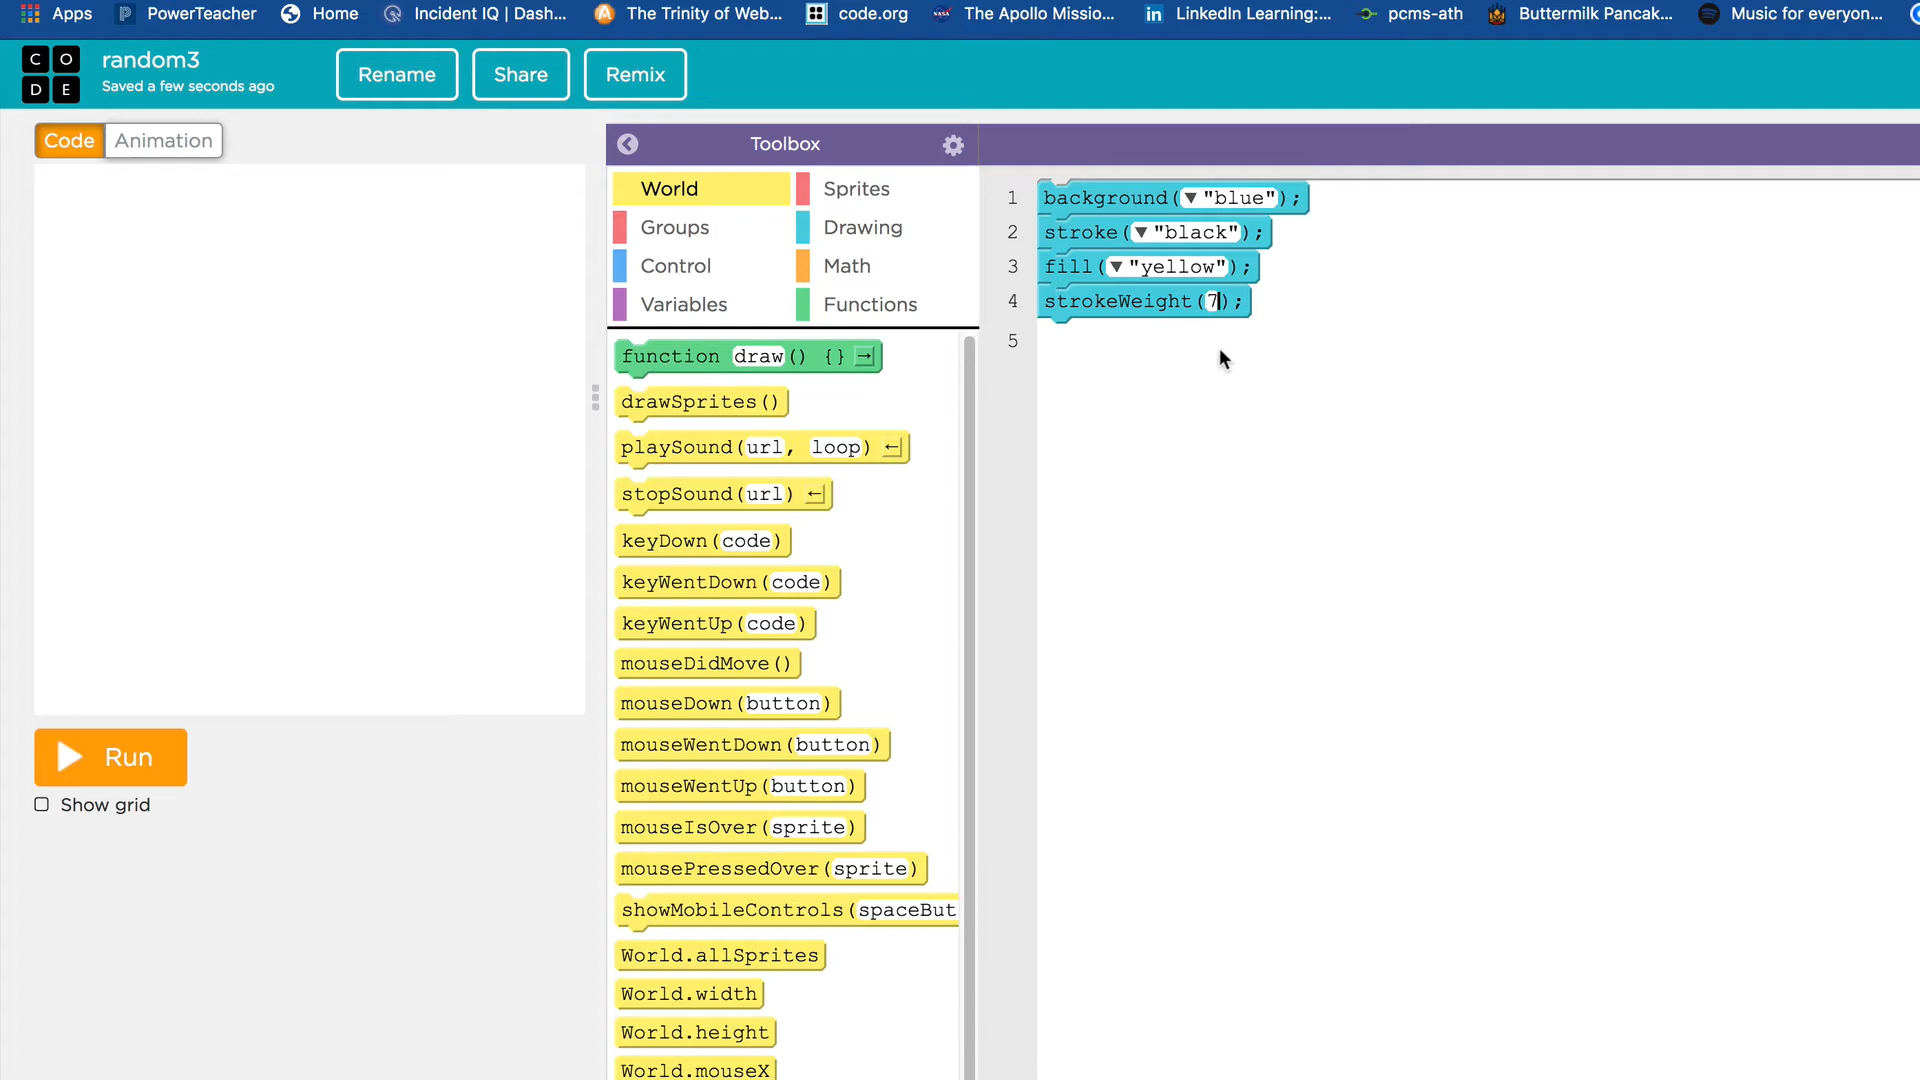 Apps PowerTeacher Home Incident IQ | Dash... The Trinity of Web... code.org The Apollo Missio... LinkedIn Learning:... pcms-ath Buttermilk Pancak... Music for everyon...
CODE
random3
Saved a few seconds ago
Rename
Share
Remix
Code
Animation
Run
Show grid
Toolbox
World
Sprites
Groups
Drawing
Control
Math
Variables
Functions
function draw() {} →
drawSprites()
playSound(url, loop) ←
stopSound(url) ←
keyDown(code)
keyWentDown(code)
keyWentUp(code)
mouseDidMove()
mouseDown(button)
mouseWentDown(button)
mouseWentUp(button)
mouseIsOver(sprite)
mousePressedOver(sprite)
showMobileControls(spaceBut
World.allSprites
World.width
World.height
World.mouseX
1 background(▼"blue");
2 stroke(▼"black");
3 fill(▼"yellow");
4 strokeWeight(7);
5